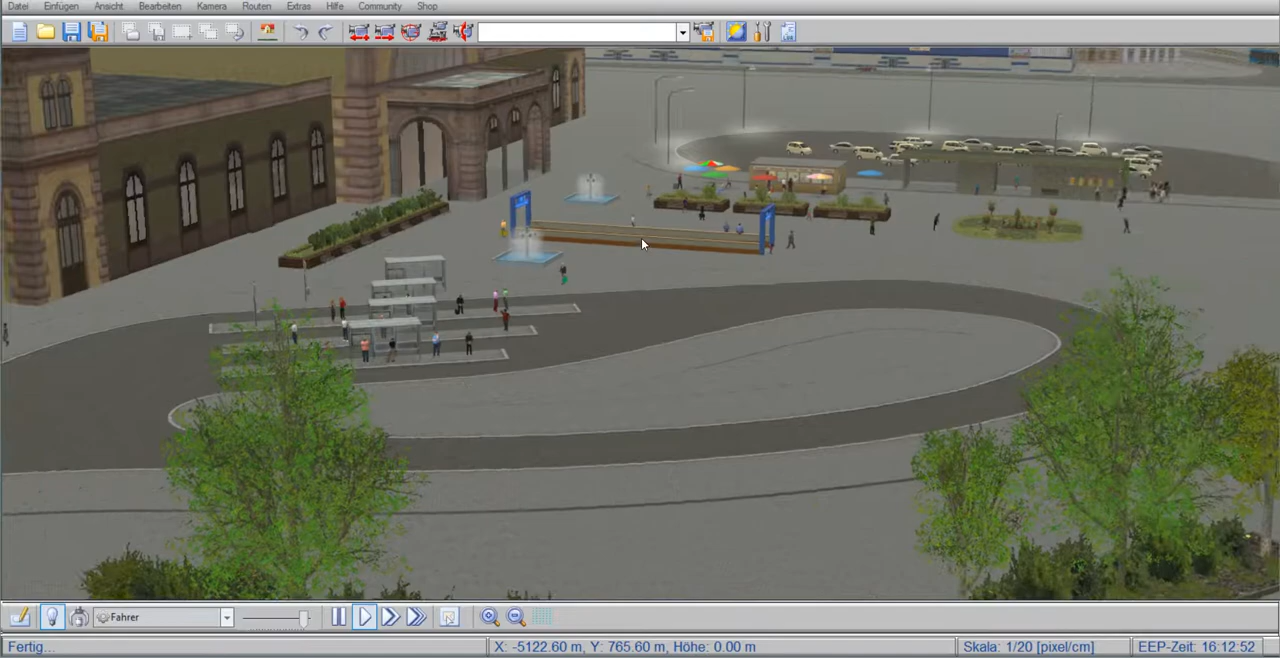 Datei Einfügen Ansicht Bearbeiten Kamera Routen Extras Hilfe Community Shop
Fahrer
Fertig... X: -5122.60 m, Y: 765.60 m, Höhe: 0.00 m Skala: 1/20 [pixel/cm] EEP-Zeit: 16:12:52